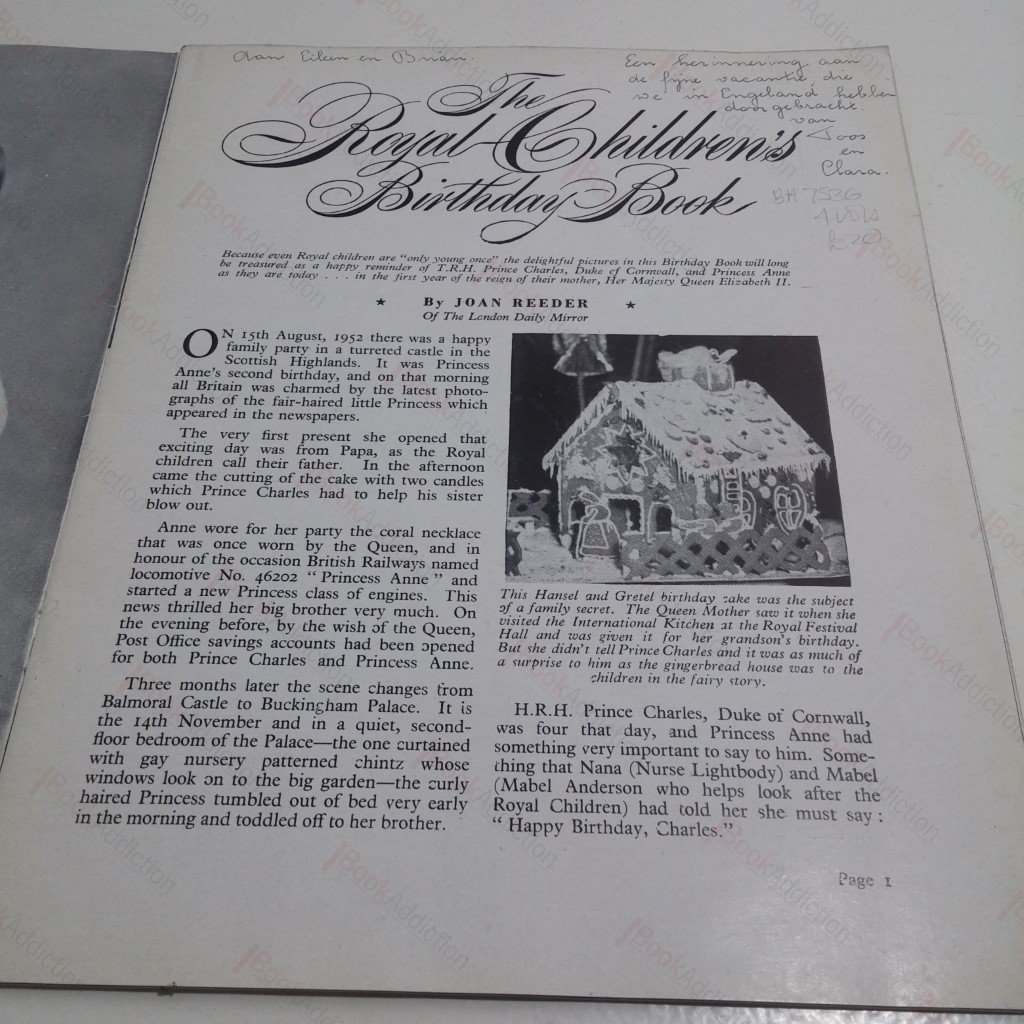 Aan Eileen en Brian.
Een herinnering aan
de fijne vacantie, die
we in Engeland hebben
doorgebracht.
van
Toos
en
Clara.
The
Royal Children's
Birthday Book
BH 7536
4 vols
£20
Because even Royal children are "only young once" the delightful pictures in this Birthday Book will long
be treasured as a happy reminder of T.R.H. Prince Charles, Duke of Cornwall, and Princess Anne
as they are today . . . in the first year of the reign of their mother, Her Majesty Queen Elizabeth II.
★ By JOAN REEDER ★
Of The London Daily Mirror
ON 15th August, 1952 there was a happy
family party in a turreted castle in the
Scottish Highlands. It was Princess
Anne's second birthday, and on that morning
all Britain was charmed by the latest photo-
graphs of the fair-haired little Princess which
appeared in the newspapers.
The very first present she opened that
exciting day was from Papa, as the Royal
children call their father. In the afternoon
came the cutting of the cake with two candles
which Prince Charles had to help his sister
blow out.
Anne wore for her party the coral necklace
that was once worn by the Queen, and in
honour of the occasion British Railways named
locomotive No. 46202 "Princess Anne" and
started a new Princess class of engines. This
news thrilled her big brother very much. On
the evening before, by the wish of the Queen,
Post Office savings accounts had been opened
for both Prince Charles and Princess Anne.
Three months later the scene changes from
Balmoral Castle to Buckingham Palace. It is
the 14th November and in a quiet, second-
floor bedroom of the Palace—the one curtained
with gay nursery patterned chintz whose
windows look on to the big garden—the curly
haired Princess tumbled out of bed very early
in the morning and toddled off to her brother.
This Hansel and Gretel birthday cake was the subject
of a family secret. The Queen Mother saw it when she
visited the International Kitchen at the Royal Festival
Hall and was given it for her grandson's birthday.
But she didn't tell Prince Charles and it was as much of
a surprise to him as the gingerbread house was to the
children in the fairy story.
H.R.H. Prince Charles, Duke of Cornwall,
was four that day, and Princess Anne had
something very important to say to him. Some-
thing that Nana (Nurse Lightbody) and Mabel
(Mabel Anderson who helps look after the
Royal Children) had told her she must say:
"Happy Birthday, Charles."
Page 1
BookAddiction